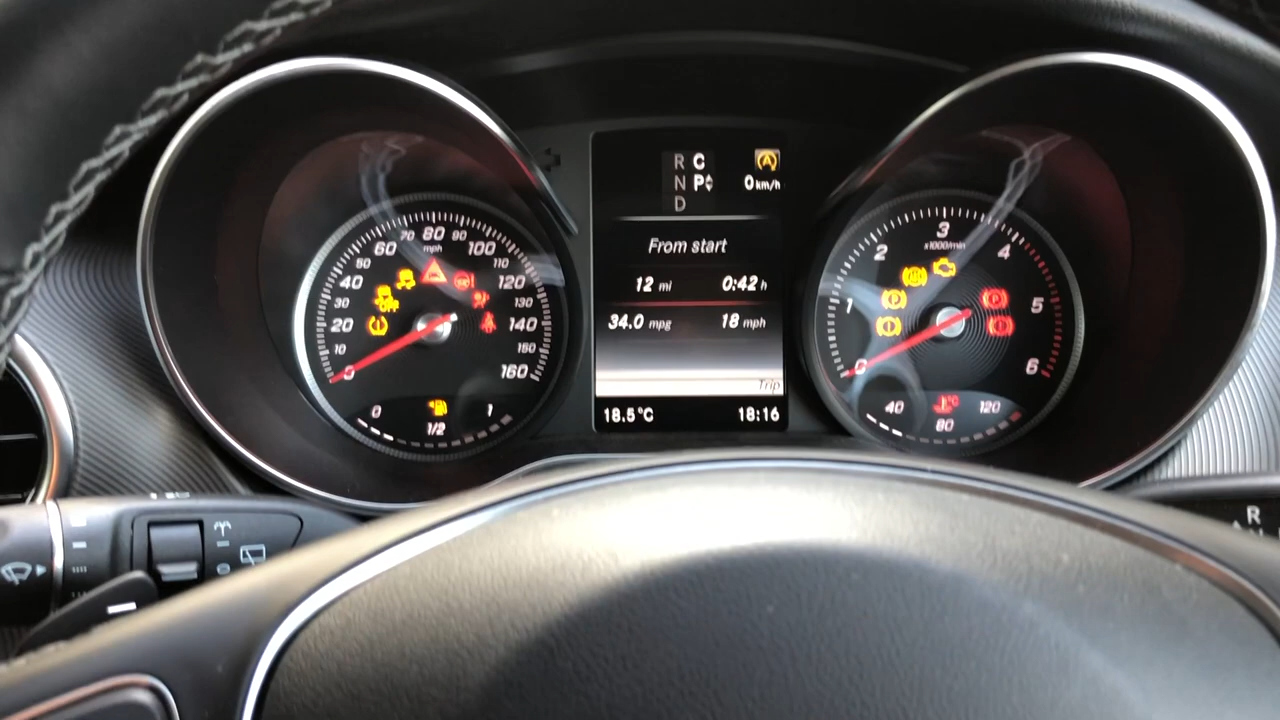 R C
N P 0 km/h
D
From start
12 mi 0:42 h
34.0 mpg 18 mph
Trip
18.5°C 18:16
0
10
20
30
40
50
60
70
80
90
100
110
120
130
140
150
160
mph
OFF
0 1/2 1
0
1
2
3
4
5
6
x1000/min
P
P
°C
40 80 120
R